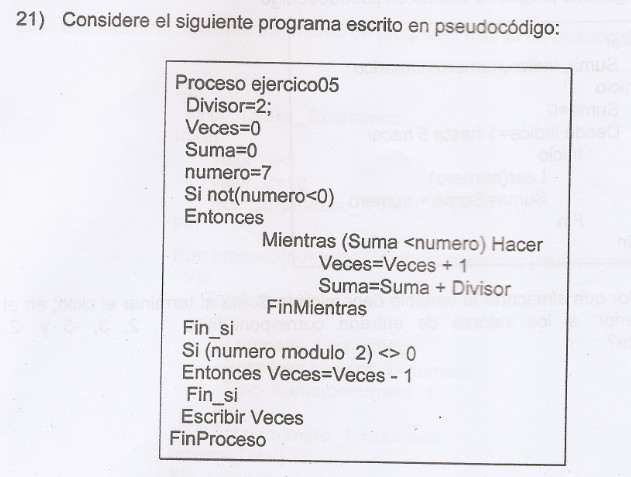 21) Considere el siguiente programa escrito en pseudocódigo:
Proceso ejercico05
Divisor=2;
Veces=0
Suma=0
numero=7
Si not(numero<0)
Entonces
Mientras (Suma <numero) Hacer
Veces=Veces + 1
Suma=Suma + Divisor
FinMientras
Fin_si
Si (numero modulo 2) <> 0
Entonces Veces=Veces - 1
Fin_si
Escribir Veces
FinProceso